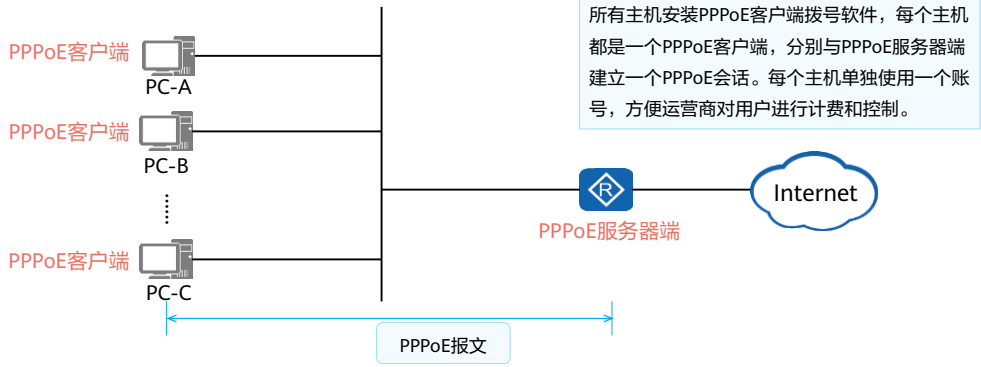 所有主机安装PPPoE客户端拨号软件，每个主机
都是一个PPPoE客户端，分别与PPPoE服务器端
建立一个PPPoE会话。每个主机单独使用一个账
号，方便运营商对用户进行计费和控制。
PPPoE客户端
PC-A
PPPoE客户端
PC-B
......
PPPoE客户端
PC-C
R
PPPoE服务器端
Internet
PPPoE报文